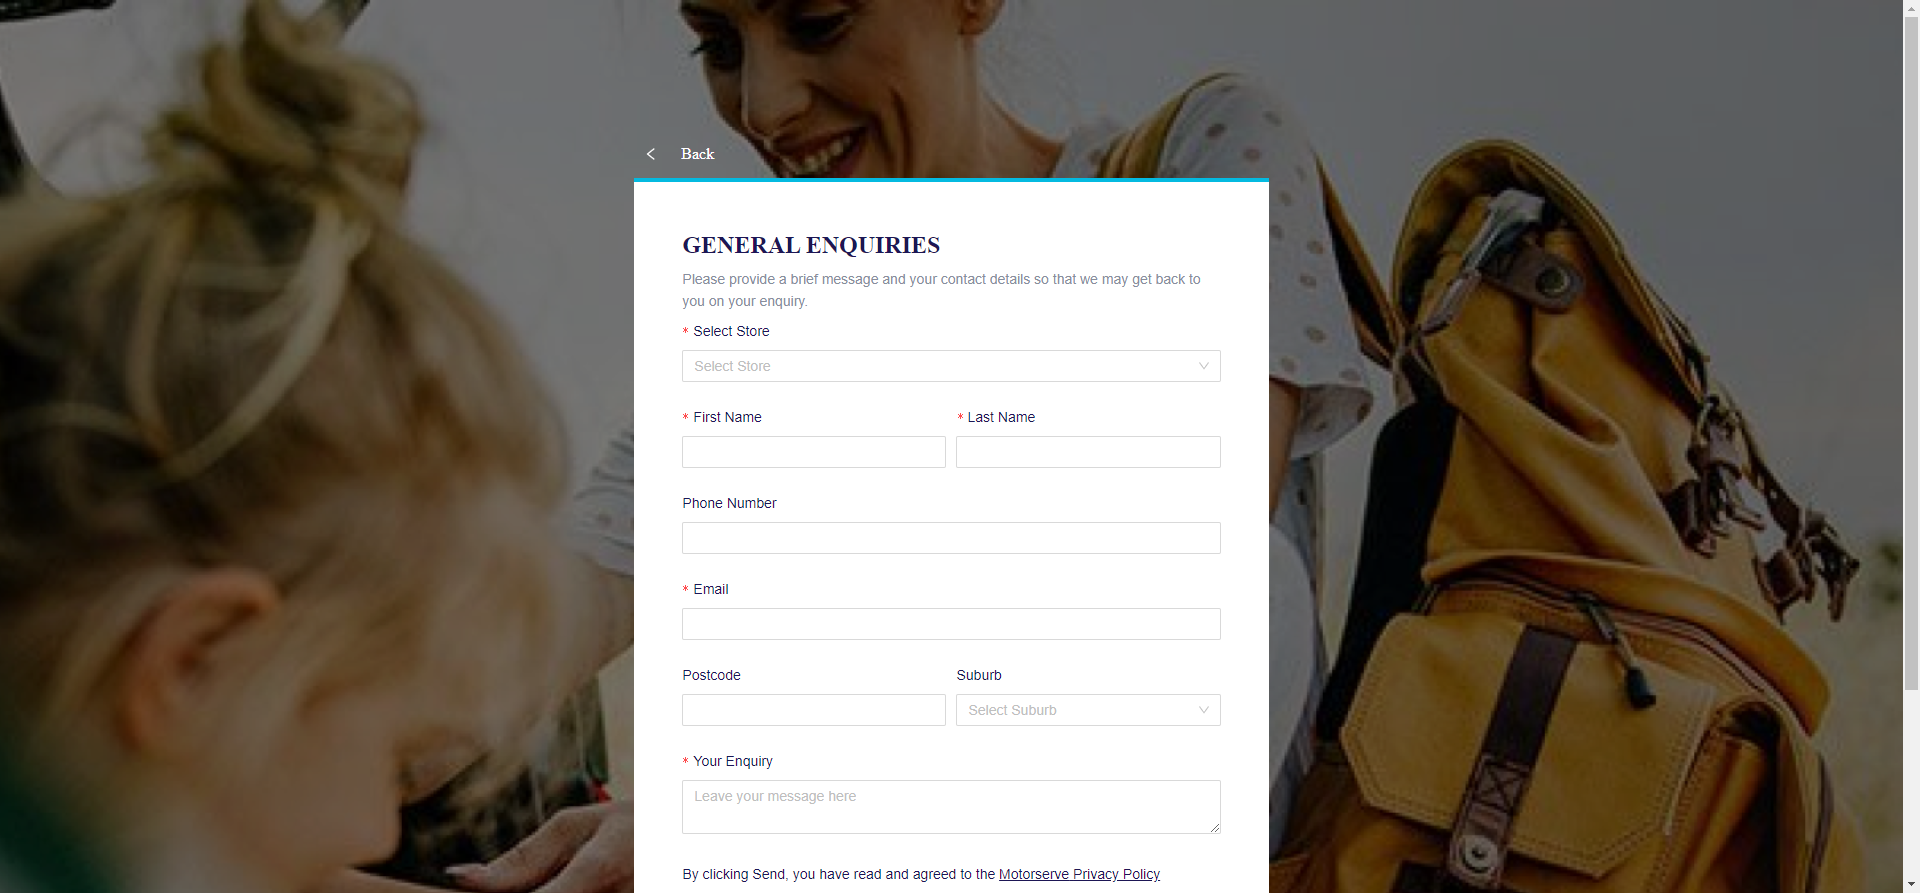 Back
GENERAL ENQUIRIES
Please provide a brief message and your contact details so that we may get back to
you on your enquiry.
* Select Store
Select Store
* First Name
* Last Name
Phone Number
* Email
Postcode
Suburb
Select Suburb
* Your Enquiry
Leave your message here
By clicking Send, you have read and agreed to the Motorserve Privacy Policy